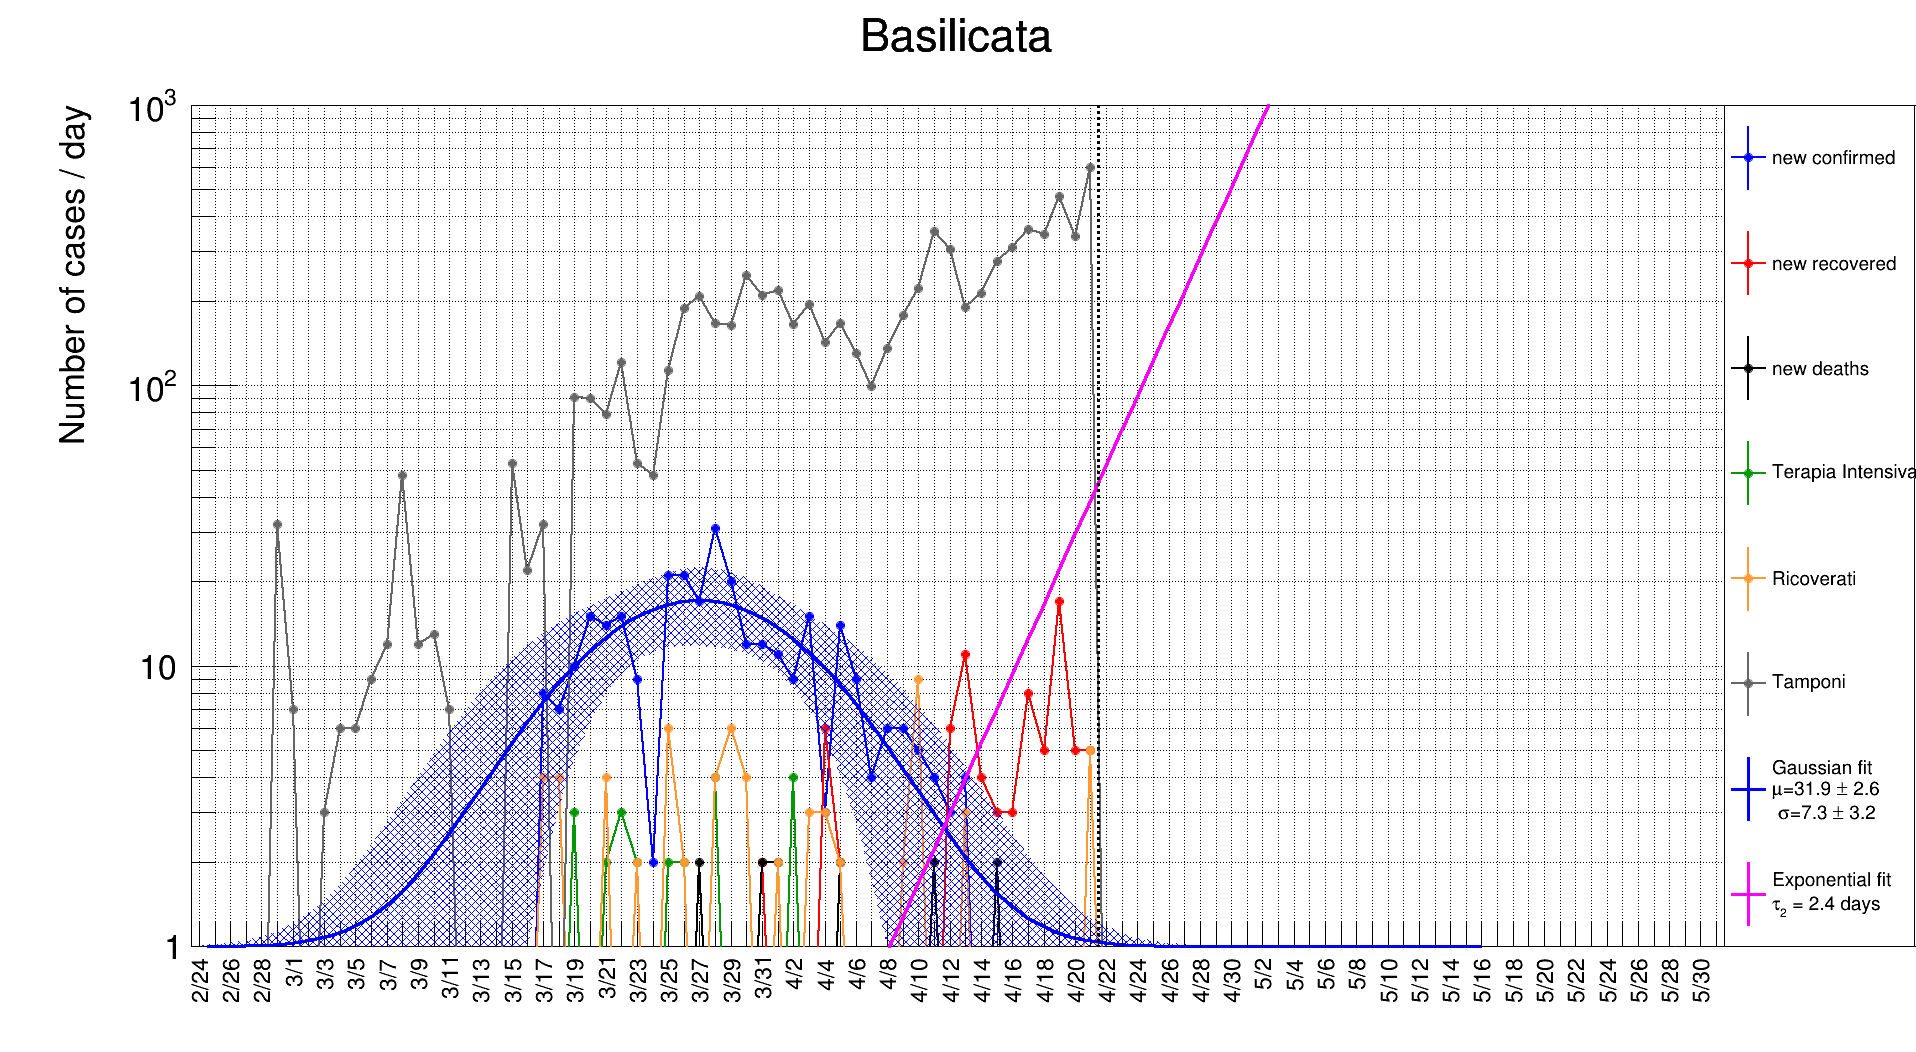 Basilicata
Number of cases / day
10³
10²
10
1
2/24 2/26 2/28 3/1 3/3 3/5 3/7 3/9 3/11 3/13 3/15 3/17 3/19 3/21 3/23 3/25 3/27 3/29 3/31 4/2 4/4 4/6 4/8 4/10 4/12 4/14 4/16 4/18 4/20 4/22 4/24 4/26 4/28 4/30 5/2 5/4 5/6 5/8 5/10 5/12 5/14 5/16 5/18 5/20 5/22 5/24 5/26 5/28 5/30
new confirmed
new recovered
new deaths
Terapia Intensiva
Ricoverati
Tamponi
Gaussian fit
μ=31.9 ± 2.6
σ=7.3 ± 3.2
Exponential fit
τ₂ = 2.4 days